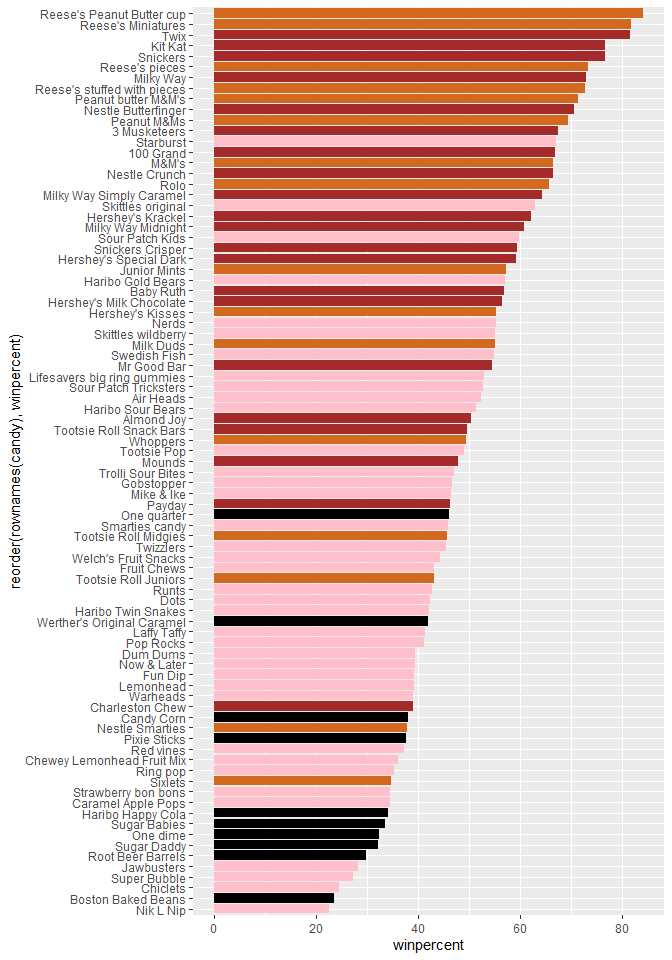 Reese's Peanut Butter cup
Reese's Miniatures
Twix
Kit Kat
Snickers
Reese's pieces
Milky Way
Reese's stuffed with pieces
Peanut butter M&M's
Nestle Butterfinger
Peanut M&Ms
3 Musketeers
Starburst
100 Grand
M&M's
Nestle Crunch
Rolo
Milky Way Simply Caramel
Skittles original
Hershey's Krackel
Milky Way Midnight
Sour Patch Kids
Snickers Crisper
Hershey's Special Dark
Junior Mints
Haribo Gold Bears
Baby Ruth
Hershey's Milk Chocolate
Hershey's Kisses
Nerds
Skittles wildberry
Milk Duds
Swedish Fish
Mr Good Bar
Lifesavers big ring gummies
Sour Patch Tricksters
Air Heads
Haribo Sour Bears
Almond Joy
Tootsie Roll Snack Bars
Whoppers
Tootsie Pop
Mounds
Trolli Sour Bites
Gobstopper
Mike & Ike
Payday
One quarter
Smarties candy
Tootsie Roll Midgies
Twizzlers
Welch's Fruit Snacks
Fruit Chews
Tootsie Roll Juniors
Runts
Dots
Haribo Twin Snakes
Werther's Original Caramel
Laffy Taffy
Pop Rocks
Dum Dums
Now & Later
Fun Dip
Lemonhead
Warheads
Charleston Chew
Candy Corn
Nestle Smarties
Pixie Sticks
Red vines
Chewey Lemonhead Fruit Mix
Ring pop
Sixlets
Strawberry bon bons
Caramel Apple Pops
Haribo Happy Cola
Sugar Babies
One dime
Sugar Daddy
Root Beer Barrels
Jawbusters
Super Bubble
Chiclets
Boston Baked Beans
Nik L Nip
reorder(rownames(candy), winpercent)
0 20 40 60 80
winpercent